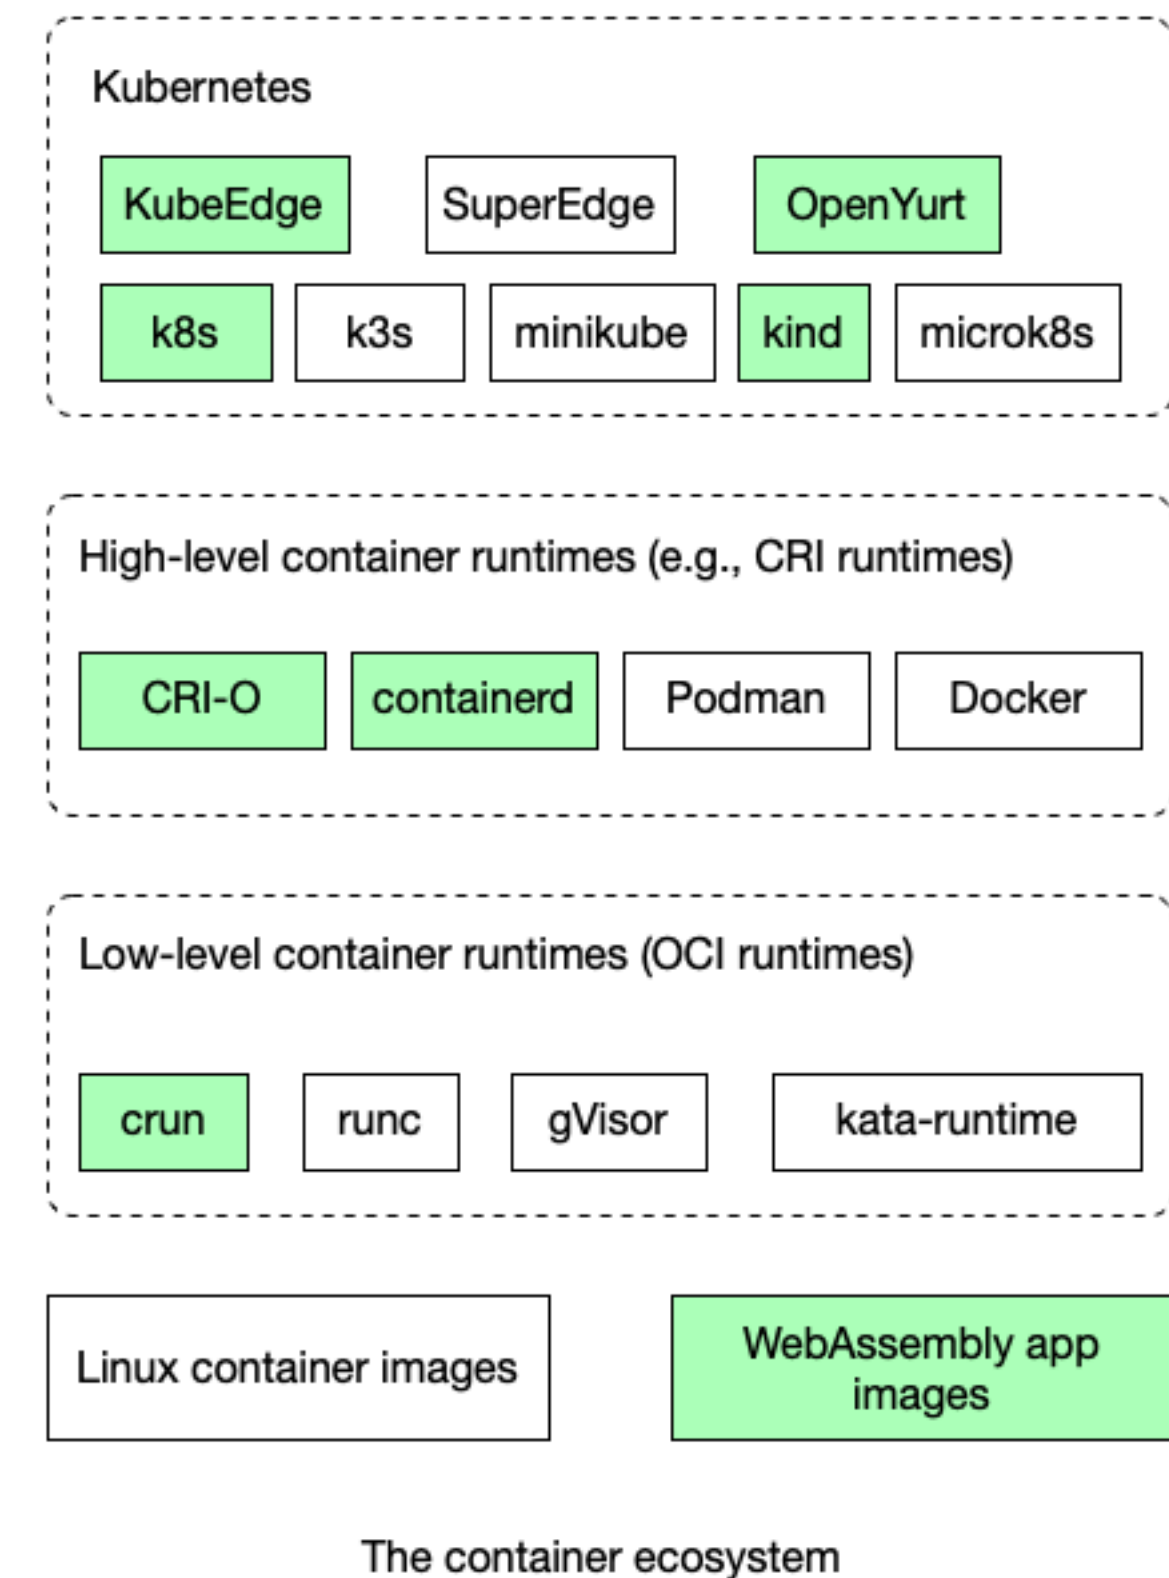 Kubernetes
KubeEdge
SuperEdge
OpenYurt
k8s
k3s
minikube
kind
microk8s
High-level container runtimes (e.g., CRI runtimes)
CRI-O
containerd
Podman
Docker
Low-level container runtimes (OCI runtimes)
crun
runc
gVisor
kata-runtime
Linux container images
WebAssembly app
images
The container ecosystem